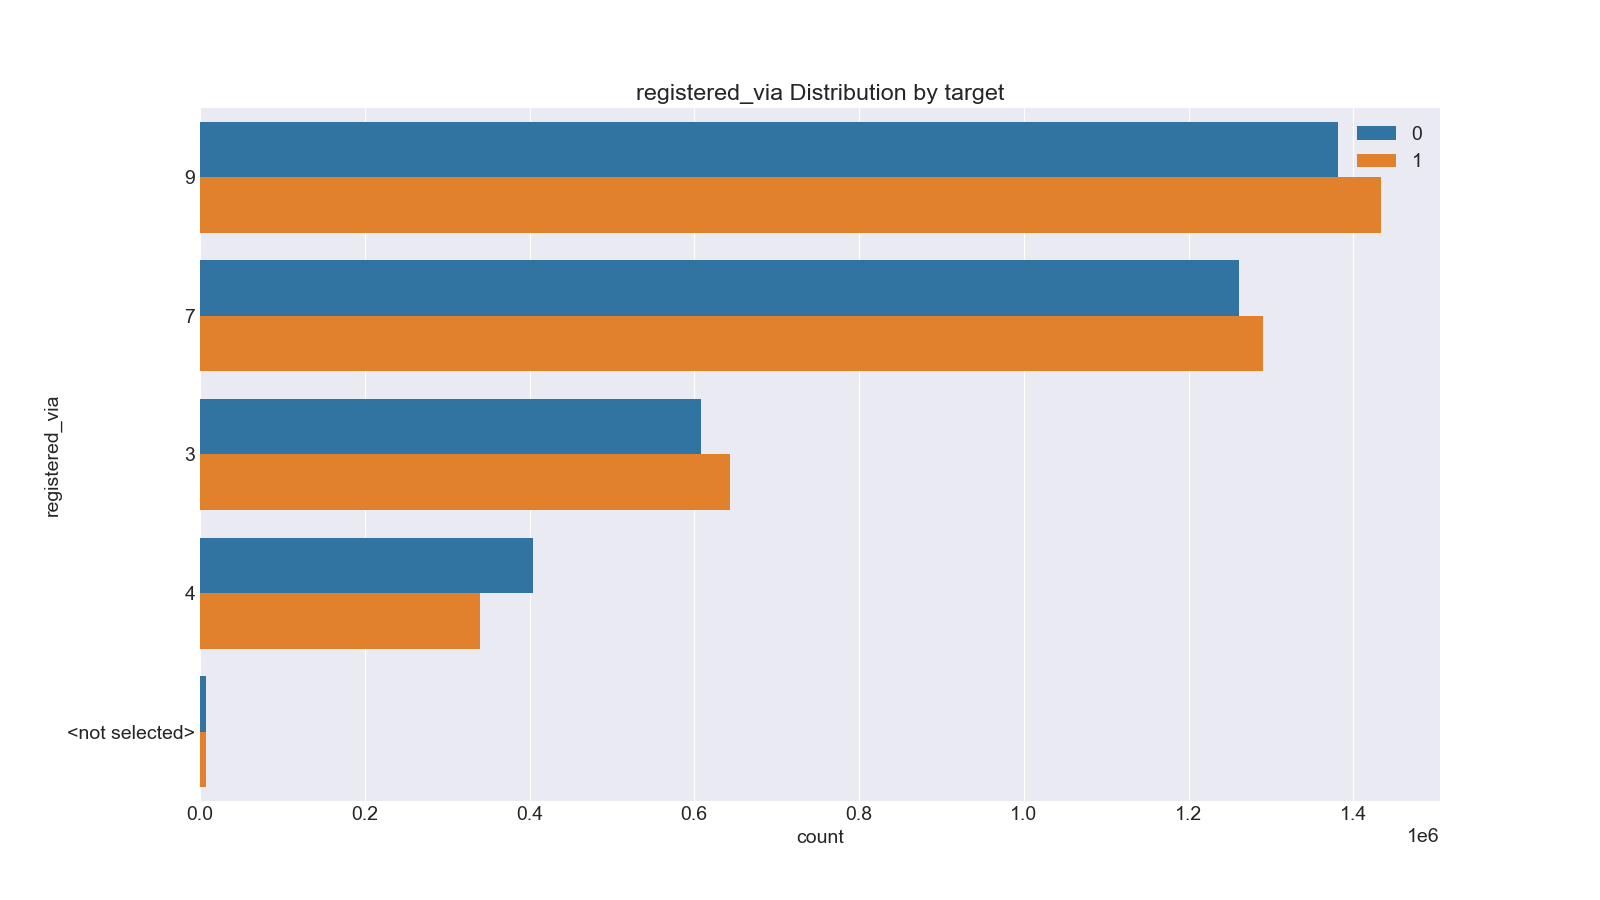 registered_via Distribution by target
0
1
registered_via
9
7
3
4
<not selected>
0.0 0.2 0.4 0.6 0.8 1.0 1.2 1.4
count
1e6